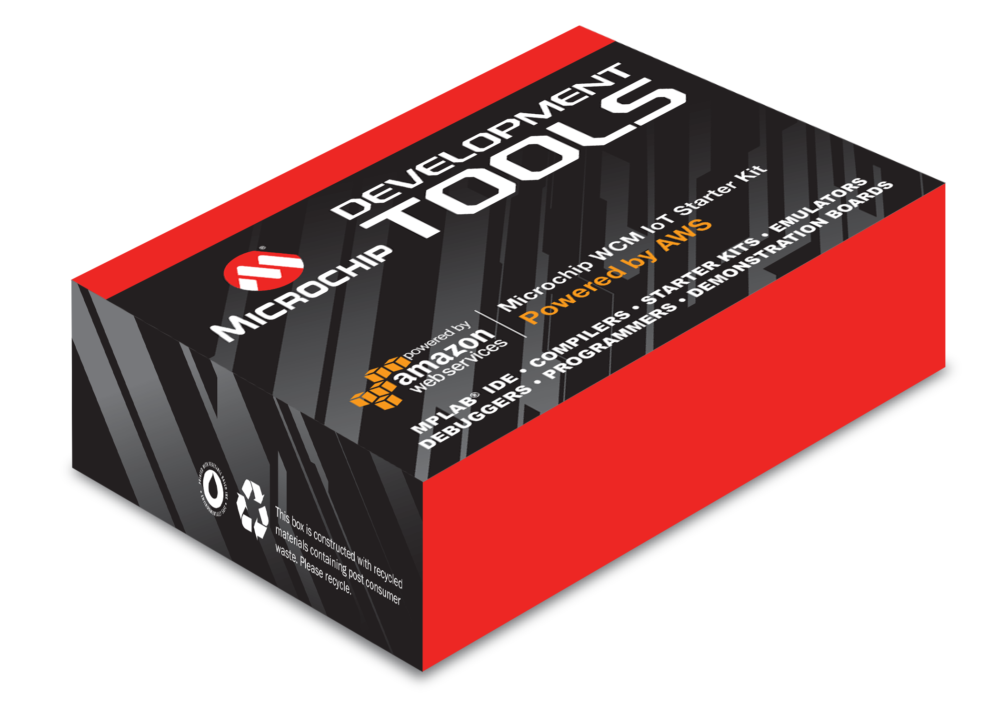 DEVELOPMENT
TOOLS
®
MICROCHIP
Microchip WCM IoT Starter Kit
Powered by AWS
powered by
amazon
web services
MPLAB® IDE • COMPILERS • STARTER KITS • EMULATORS
DEBUGGERS • PROGRAMMERS • DEMONSTRATION BOARDS
PRINTED WITH VEGETABLE BASED INK • ENVIRONMENTALLY SAFE •
This box is constructed with recycled
materials containing post consumer
waste. Please recycle.